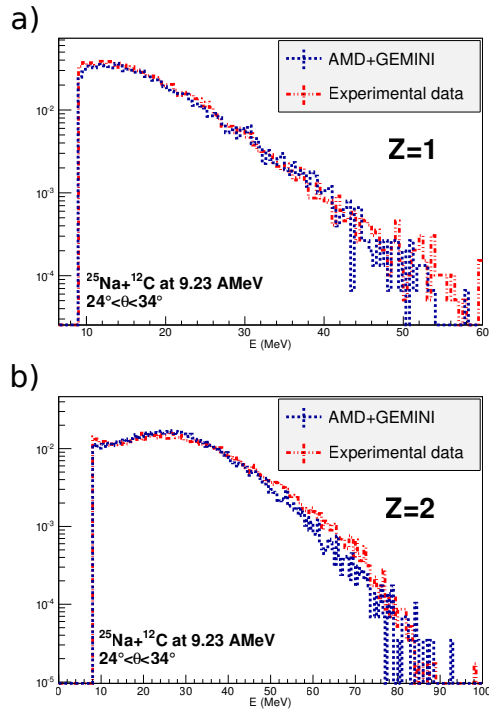 a)
AMD+GEMINI
Experimental data
Z=1
10⁻²
10⁻³
10⁻⁴
²⁵Na+¹²C at 9.23 AMeV
24°<θ<34°
10 20 30 40 50 60
E (MeV)
b)
AMD+GEMINI
Experimental data
Z=2
10⁻¹
10⁻²
10⁻³
10⁻⁴
10⁻⁵
²⁵Na+¹²C at 9.23 AMeV
24°<θ<34°
0 10 20 30 40 50 60 70 80 90 100
E (MeV)